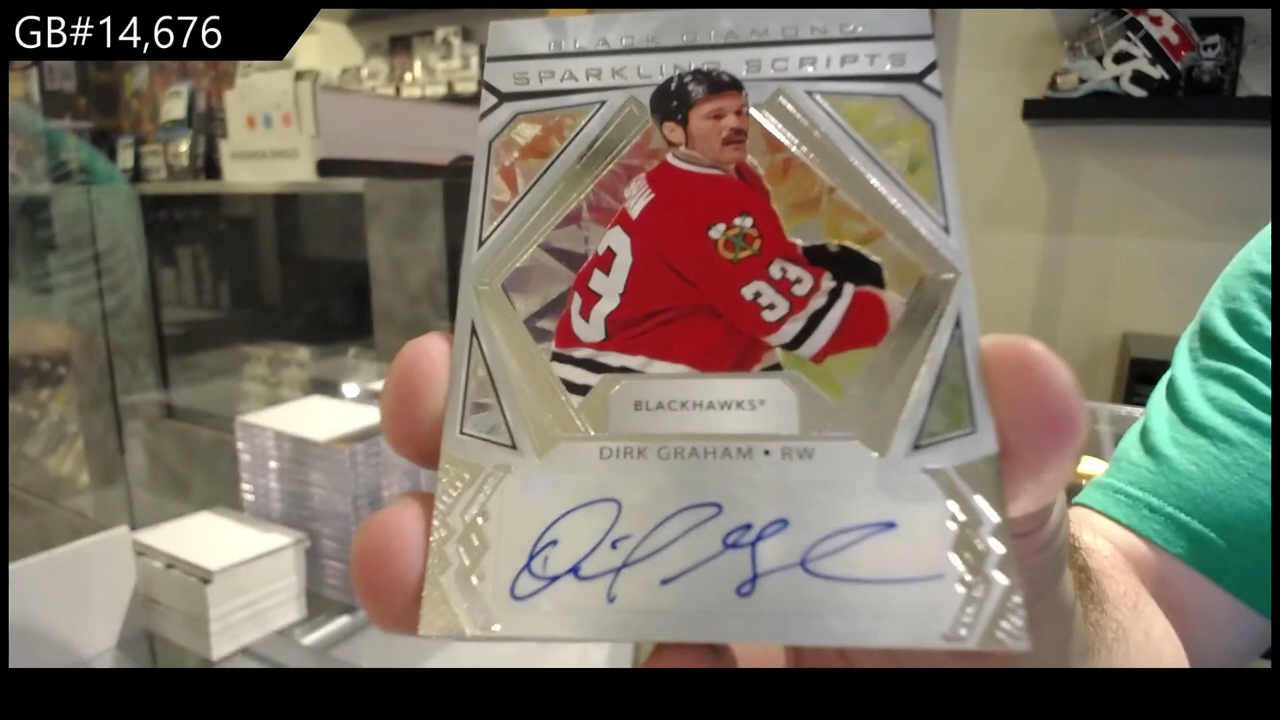 GB#14,676
BLACK DIAMOND
SPARKLING SCRIPTS
33
33
BLACKHAWKS®
DIRK GRAHAM • RW